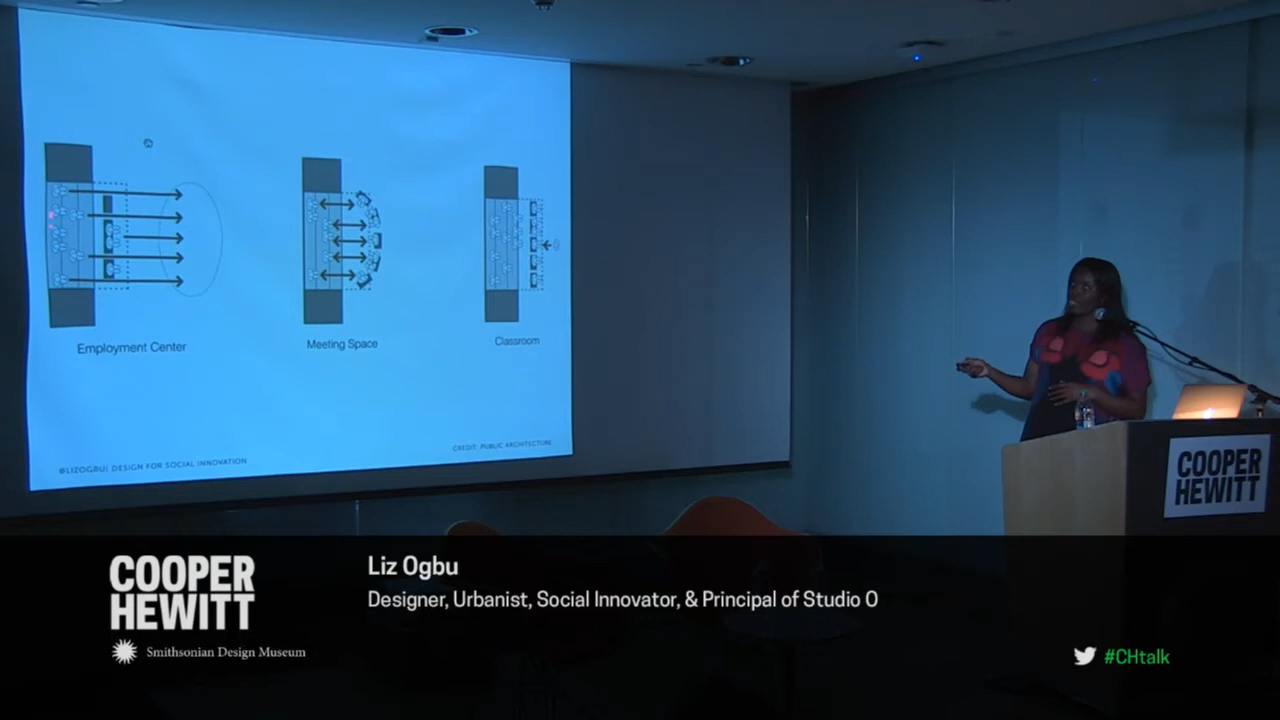 Employment Center
Meeting Space
Classroom
CREDIT: PUBLIC ARCHITECTURE
@LIZOGBU| DESIGN FOR SOCIAL INNOVATION
COOPER
HEWITT
COOPER
HEWITT
Smithsonian Design Museum
Liz Ogbu
Designer, Urbanist, Social Innovator, & Principal of Studio O
#CHtalk